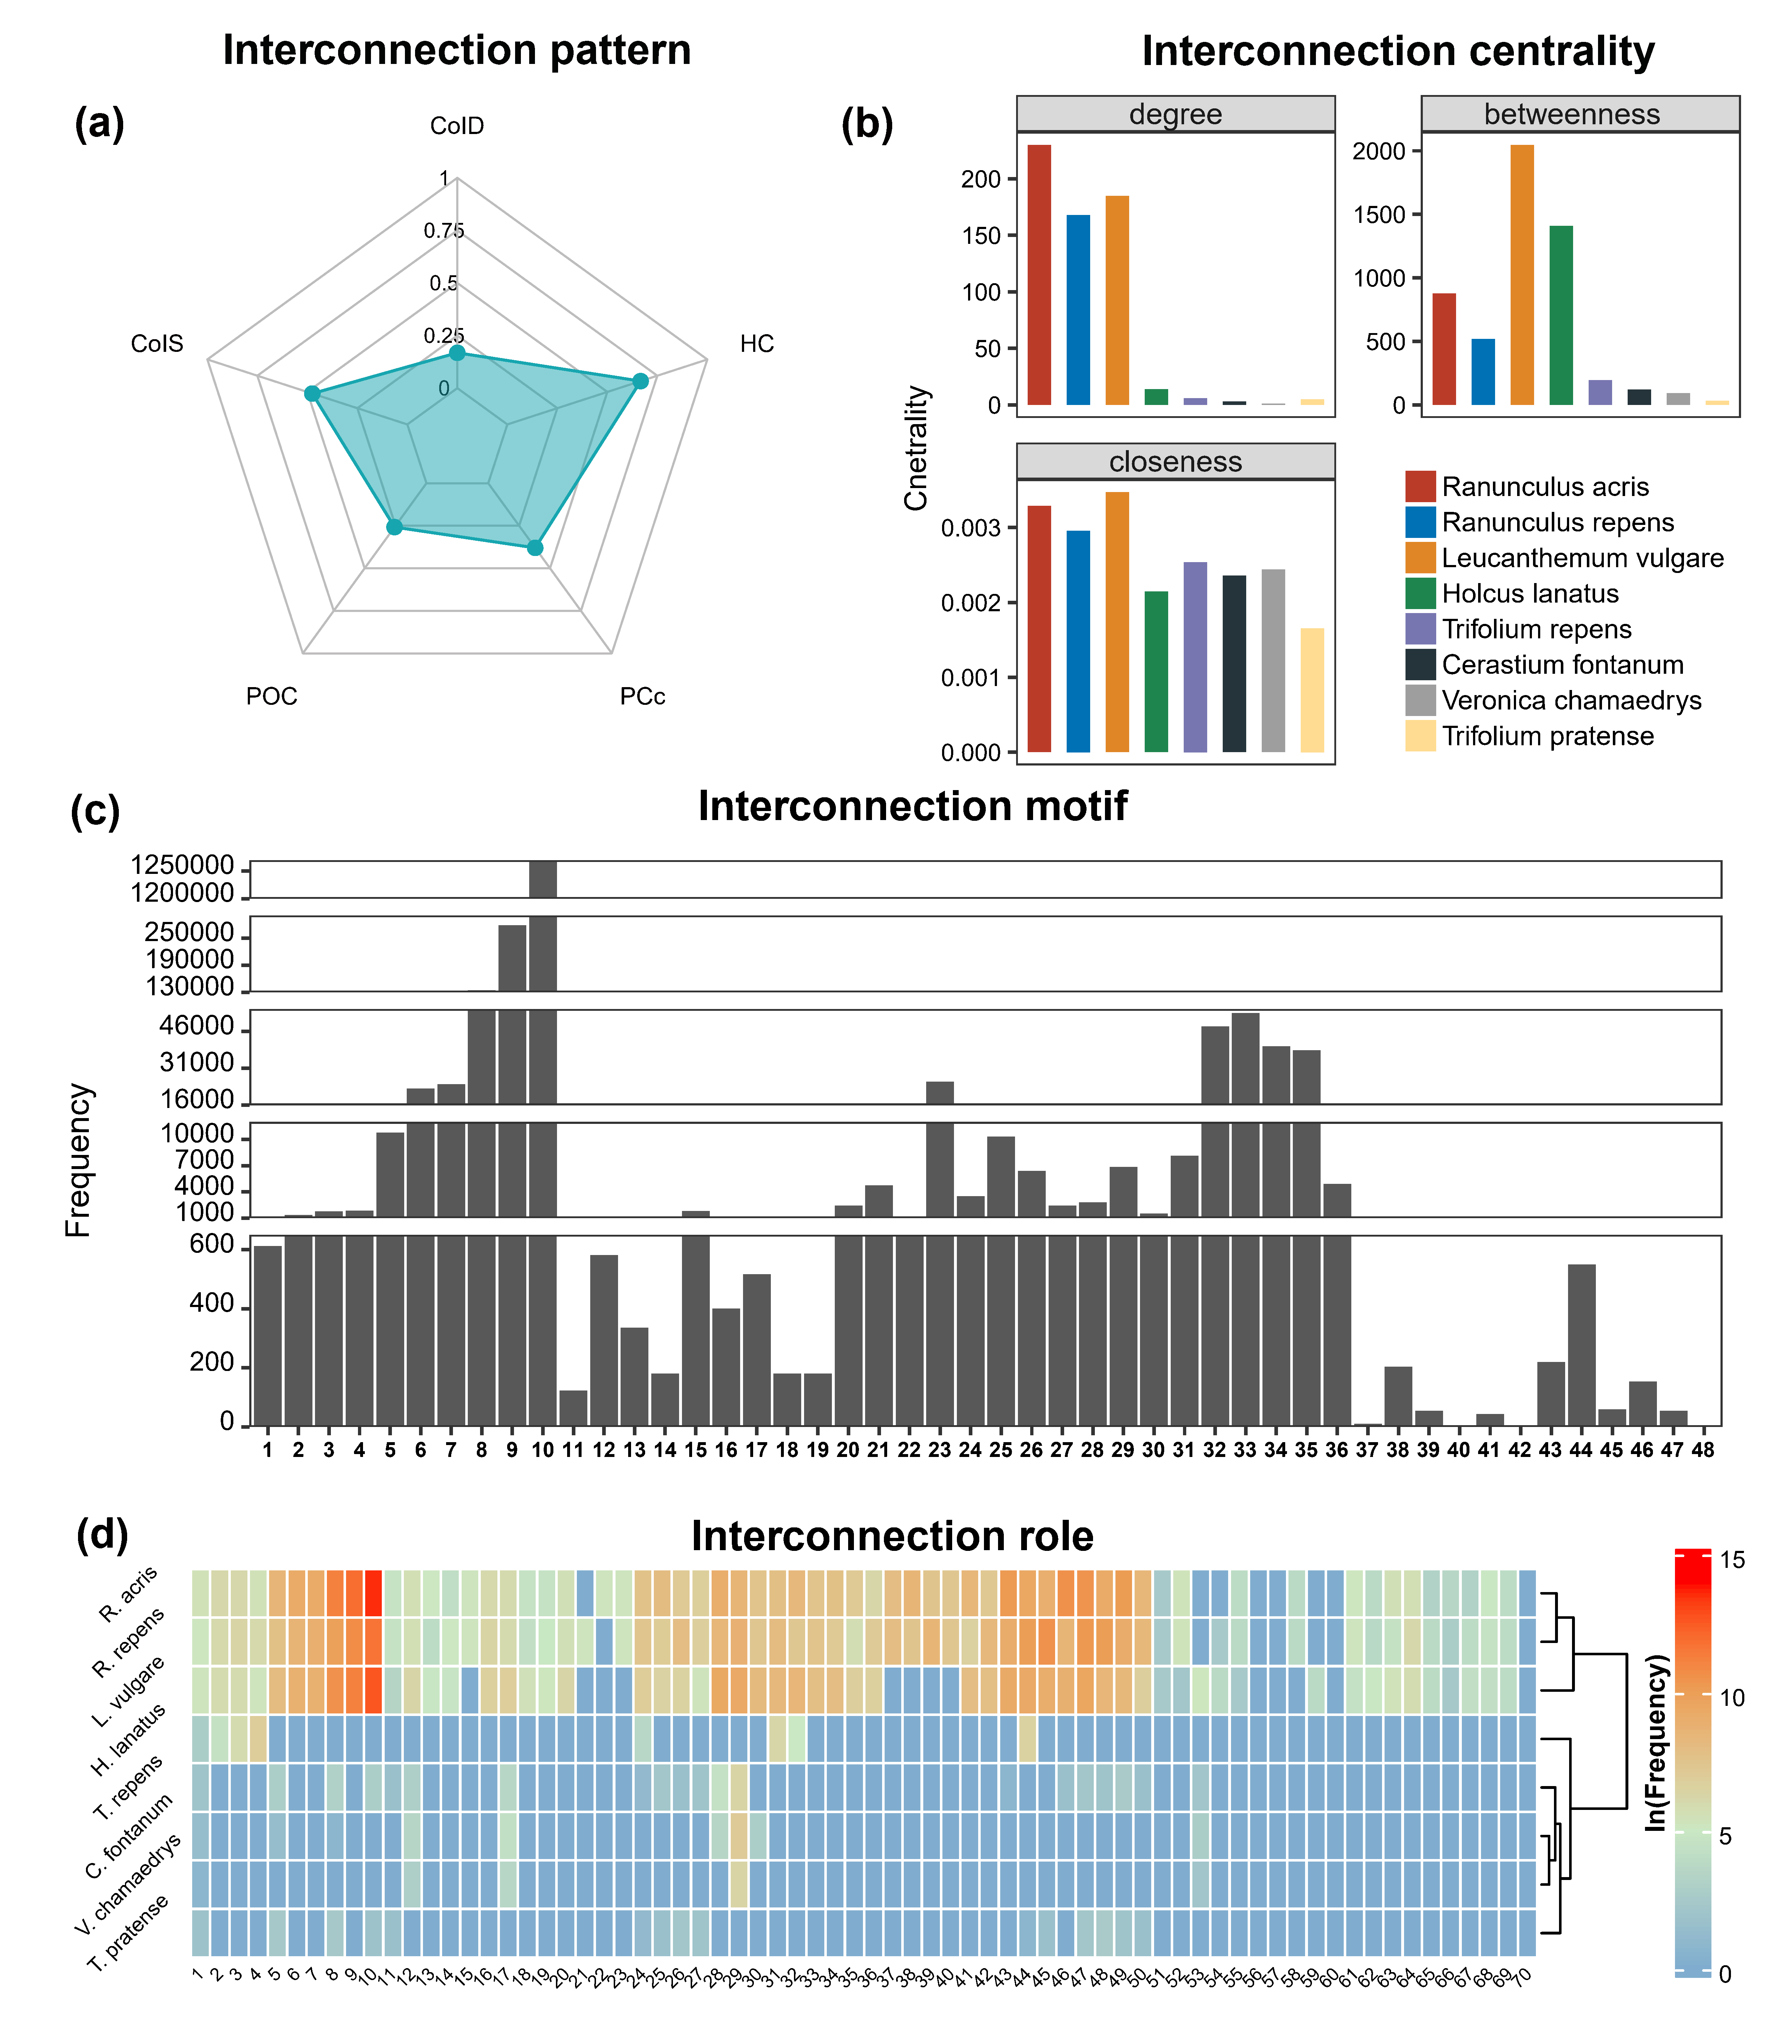 Interconnection pattern
Interconnection centrality
(a)
CoID
1
0.75
0.5
0.25
0
CoIS
HC
POC
PCc
(b)
degree
betweenness
closeness
Cnetrality
200
150
100
50
0
2000
1500
1000
500
0
0.003
0.002
0.001
0.000
Ranunculus acris
Ranunculus repens
Leucanthemum vulgare
Holcus lanatus
Trifolium repens
Cerastium fontanum
Veronica chamaedrys
Trifolium pratense
(c)
Interconnection motif
Frequency
1250000
1200000
250000
190000
130000
46000
31000
16000
10000
7000
4000
1000
600
400
200
0
1 2 3 4 5 6 7 8 9 10 11 12 13 14 15 16 17 18 19 20 21 22 23 24 25 26 27 28 29 30 31 32 33 34 35 36 37 38 39 40 41 42 43 44 45 46 47 48
(d)
Interconnection role
R. acris
R. repens
L. vulgare
H. lanatus
T. repens
C. fontanum
V. chamaedrys
T. pratense
1 2 3 4 5 6 7 8 9 10 11 12 13 14 15 16 17 18 19 20 21 22 23 24 25 26 27 28 29 30 31 32 33 34 35 36 37 38 39 40 41 42 43 44 45 46 47 48 49 50 51 52 53 54 55 56 57 58 59 60 61 62 63 64 65 66 67 68 69 70
ln(Frequency)
15
10
5
0